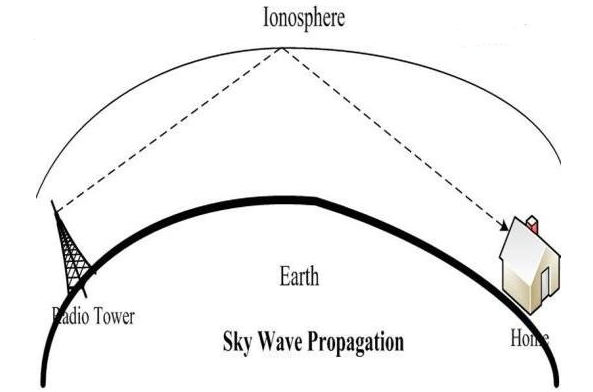 Ionosphere
Earth
Radio Tower
Sky Wave Propagation
Home